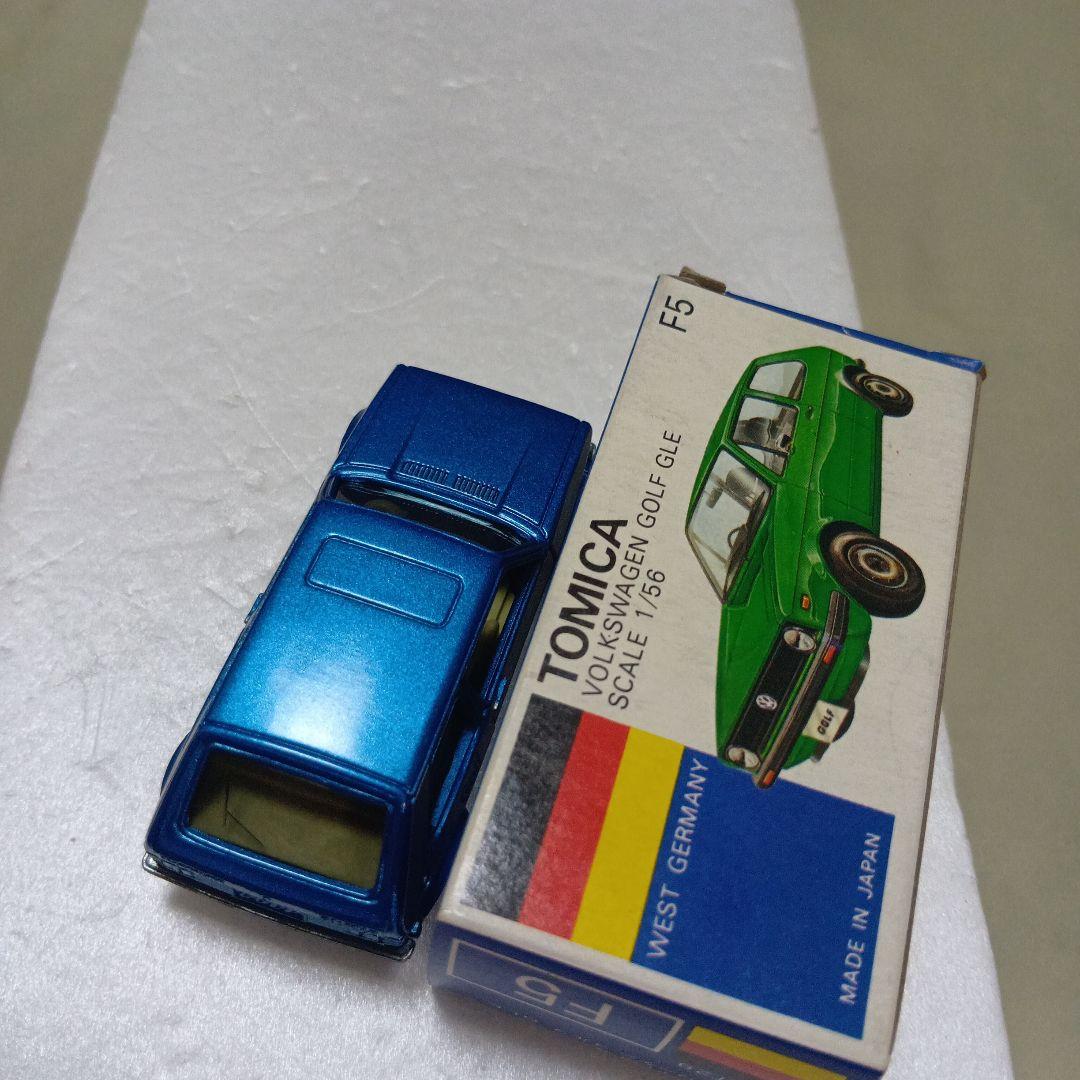 F5
TOMICA
VOLKSWAGEN GOLF GLE
SCALE 1/56
GOLF
WEST GERMANY
MADE IN JAPAN
F5